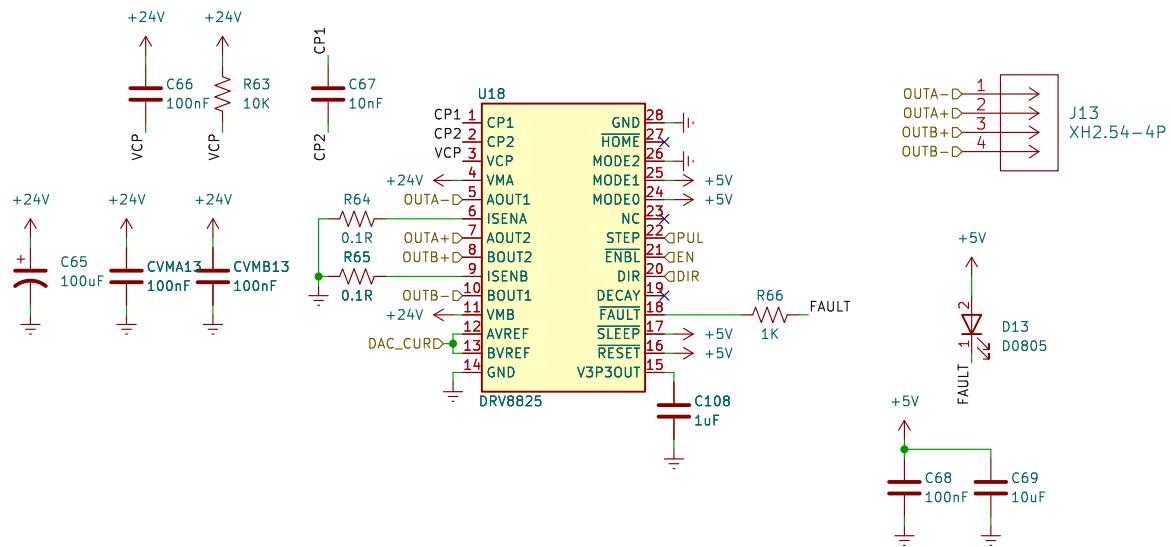 +24V
+24V
C66
100nF
VCP
R63
10K
VCP
CP1
C67
10nF
CP2
+24V
+24V
+24V
C65
100uF
CVMA13
100nF
CVMB13
100nF
U18
CP1 1 CP1
CP2 2 CP2
VCP 3 VCP
+24V 4 VMA
OUTA- 5 AOUT1
R64
0.1R
6 ISENA
OUTA+ 7 AOUT2
OUTB+ 8 BOUT2
R65
0.1R
9 ISENB
OUTB- 10 BOUT1
+24V 11 VMB
DAC_CUR
12 AVREF
13 BVREF
14 GND
GND 28
HOME 27
MODE2 26
MODE1 25 +5V
MODE0 24 +5V
NC 23
STEP 22 PUL
ENBL 21 EN
DIR 20 DIR
DECAY 19
FAULT 18
SLEEP 17 +5V
RESET 16 +5V
V3P3OUT 15
DRV8825
R66
1K
FAULT
C108
1uF
OUTA- 1
OUTA+ 2
OUTB+ 3
OUTB- 4
J13
XH2.54-4P
+5V
2
1
D13
D0805
FAULT
+5V
C68
100nF
C69
10uF
+